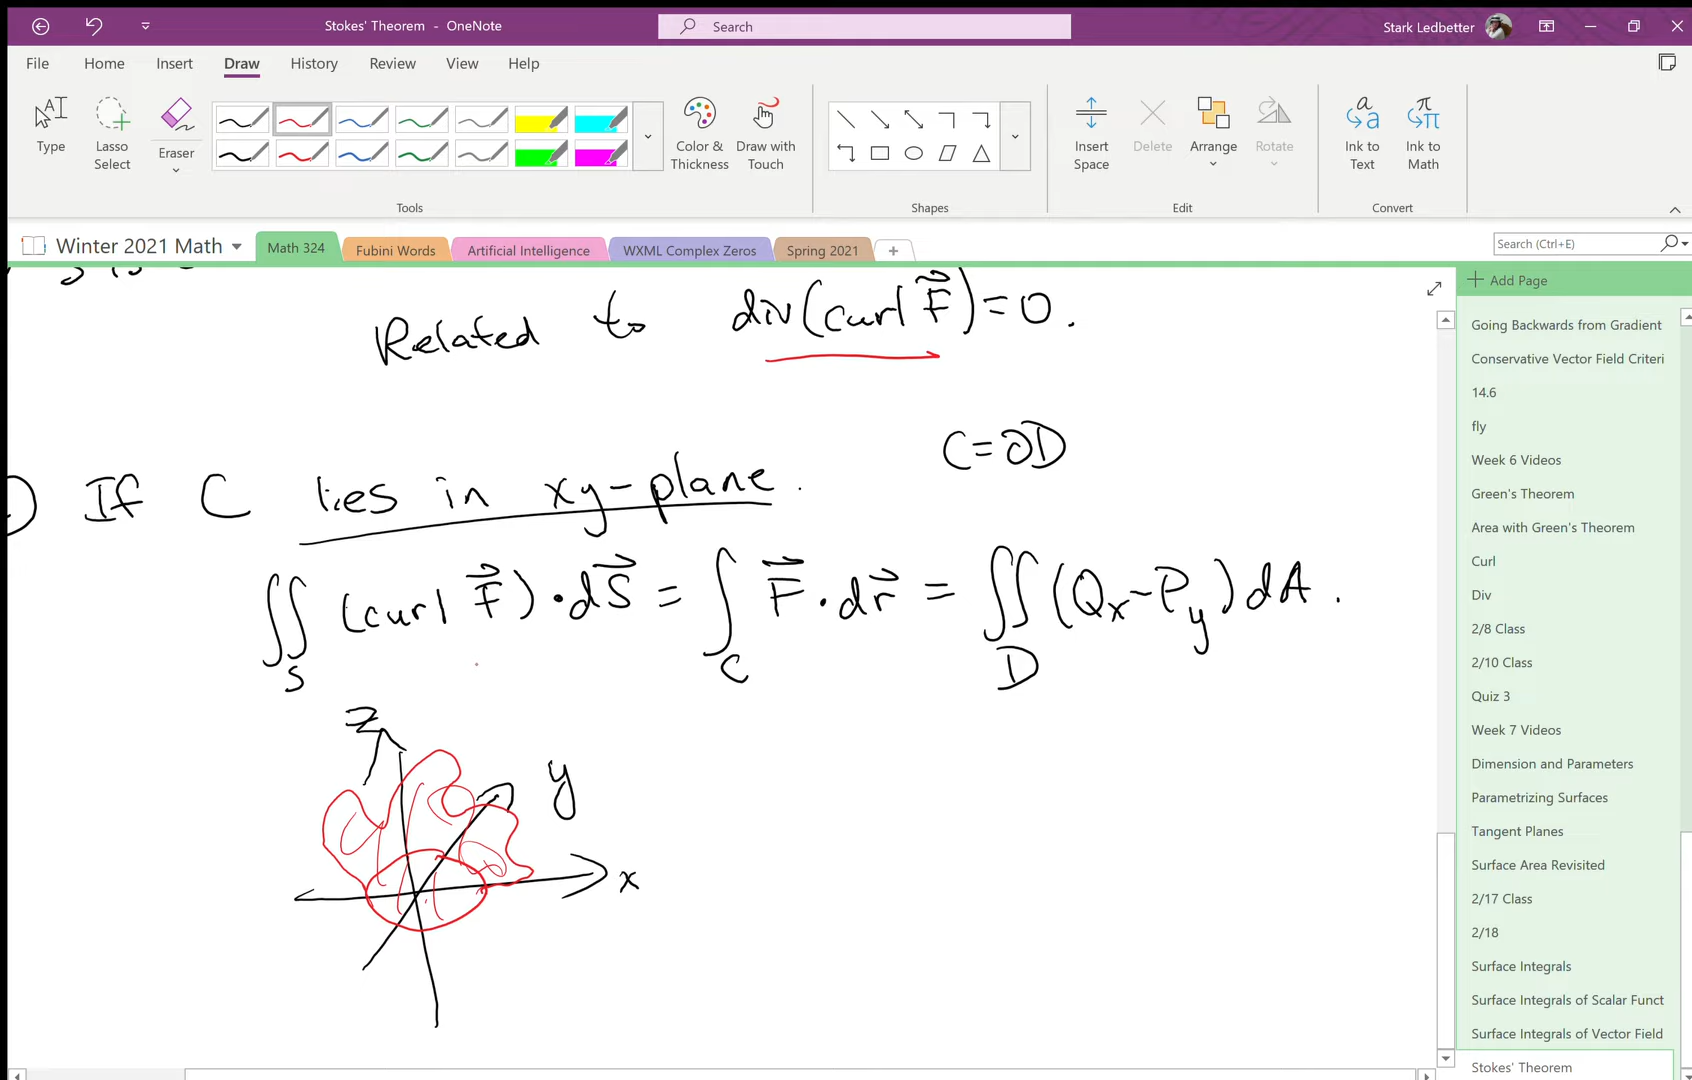 Stokes' Theorem - OneNote
Search
Stark Ledbetter
File Home Insert Draw History Review View Help
Type
Lasso Select
Eraser
Color & Thickness
Draw with Touch
Insert Space
Delete
Arrange
Rotate
Ink to Text
Ink to Math
Tools
Shapes
Edit
Convert
Winter 2021 Math
Math 324
Fubini Words
Artificial Intelligence
WXML Complex Zeros
Spring 2021
Search (Ctrl+E)
Add Page
Related to div(curl F⃗) = 0.
C = ∂D
) If C lies in xy-plane.
∬_S (curl F⃗) · dS⃗ = ∫_C F⃗ · dr⃗ = ∬_D (Q_x - P_y) dA.
z
y
x
Going Backwards from Gradient
Conservative Vector Field Criteri
14.6
fly
Week 6 Videos
Green's Theorem
Area with Green's Theorem
Curl
Div
2/8 Class
2/10 Class
Quiz 3
Week 7 Videos
Dimension and Parameters
Parametrizing Surfaces
Tangent Planes
Surface Area Revisited
2/17 Class
2/18
Surface Integrals
Surface Integrals of Scalar Funct
Surface Integrals of Vector Field
Stokes' Theorem